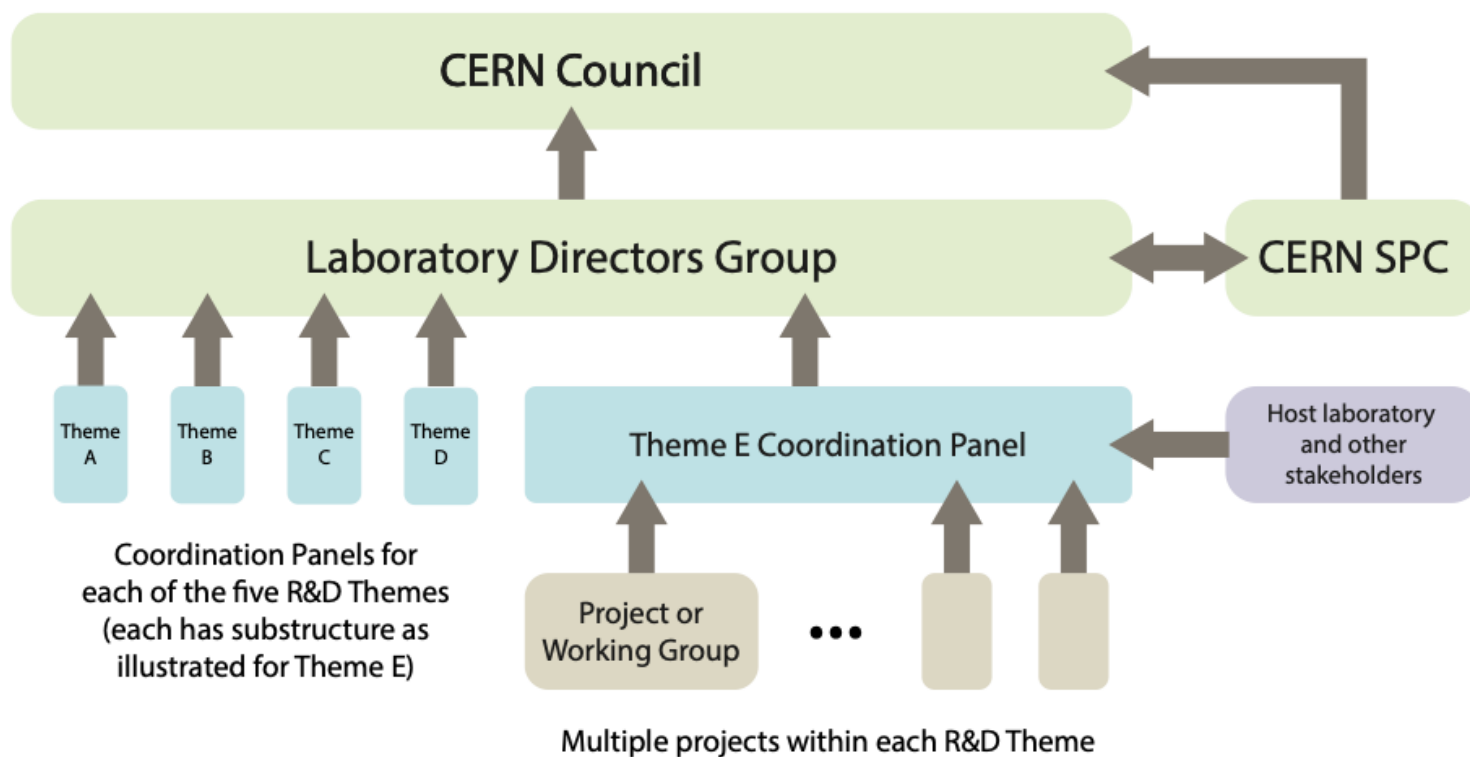 CERN Council
Laboratory Directors Group
CERN SPC
Theme
A
Theme
B
Theme
C
Theme
D
Theme E Coordination Panel
Host laboratory
and other
stakeholders
Coordination Panels for
each of the five R&D Themes
(each has substructure as
illustrated for Theme E)
Project or
Working Group
...
Multiple projects within each R&D Theme